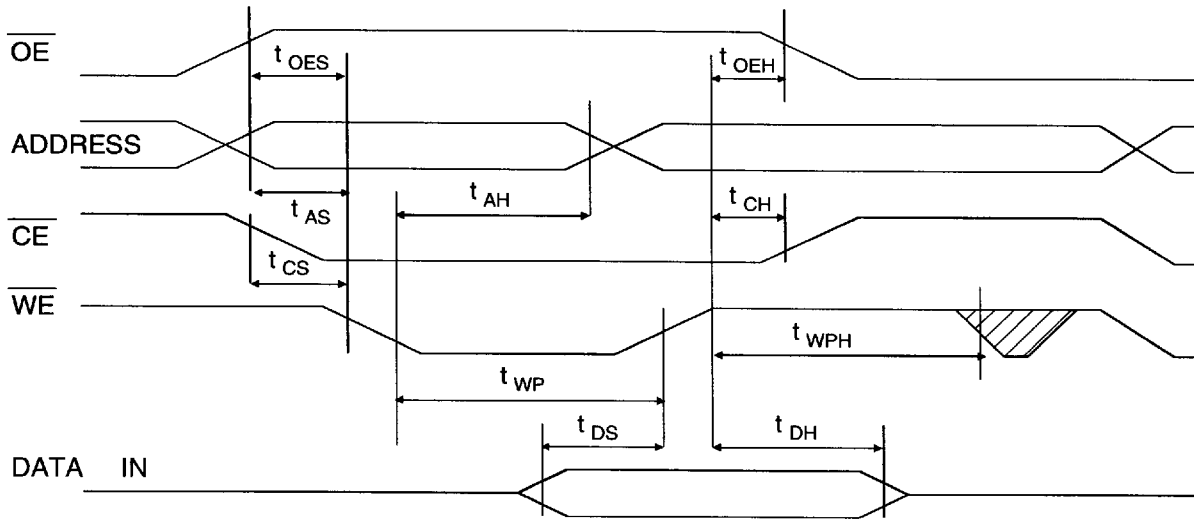 OE
t OES
t OEH
ADDRESS
t AS
t AH
t CH
CE
t CS
WE
t WPH
t WP
t DS
t DH
DATA IN